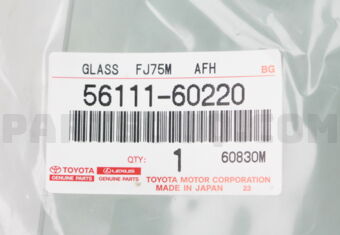 GLASS FJ75M AFH BG
56111-60220
QTY: 1 60830M
TOYOTA LEXUS
GENUINE PARTS GENUINE PARTS
TOYOTA MOTOR CORPORATION
MADE IN JAPAN 23